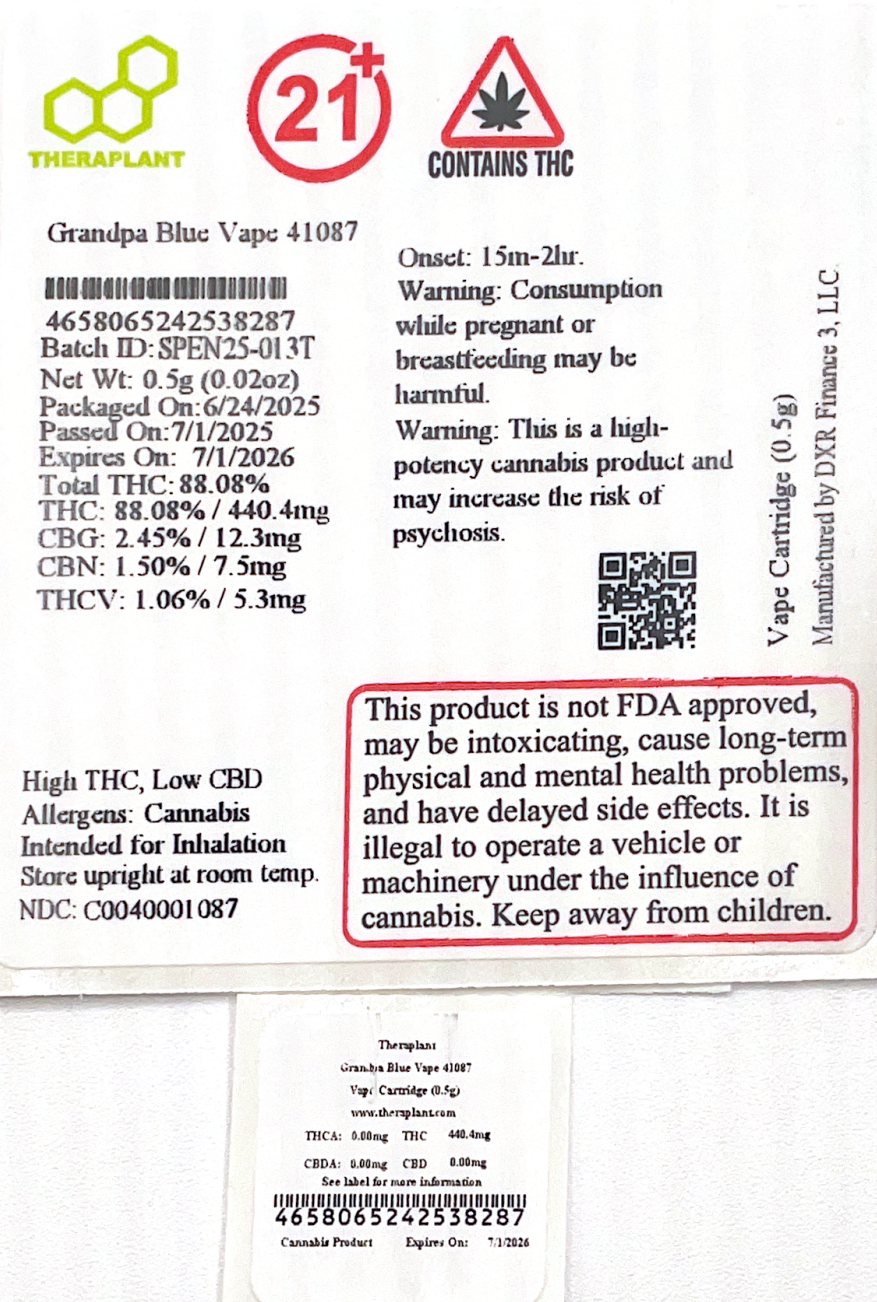 THERAPLANT
21+
CONTAINS THC
Grandpa Blue Vape 41087
4658065242538287
Batch ID: SPEN25-013T
Net Wt: 0.5g (0.02oz)
Packaged On:6/24/2025
Passed On:7/1/2025
Expires On: 7/1/2026
Total THC: 88.08%
THC: 88.08% / 440.4mg
CBG: 2.45% / 12.3mg
CBN: 1.50% / 7.5mg
THCV: 1.06% / 5.3mg
Onset: 15m-2hr.
Warning: Consumption
while pregnant or
breastfeeding may be
harmful.
Warning: This is a high-
potency cannabis product and
may increase the risk of
psychosis.
Vape Cartridge (0.5g)
Manufactured by DXR Finance 3, LLC
High THC, Low CBD
Allergens: Cannabis
Intended for Inhalation
Store upright at room temp.
NDC: C0040001087
This product is not FDA approved,
may be intoxicating, cause long-term
physical and mental health problems,
and have delayed side effects. It is
illegal to operate a vehicle or
machinery under the influence of
cannabis. Keep away from children.
Theraplant
Grandpa Blue Vape 41087
Vape Cartridge (0.5g)
www.theraplant.com
THCA: 0.00mg THC 440.4mg
CBDA: 0.00mg CBD 0.00mg
See label for more information
4658065242538287
Cannabis Product Expires On: 7/1/2026